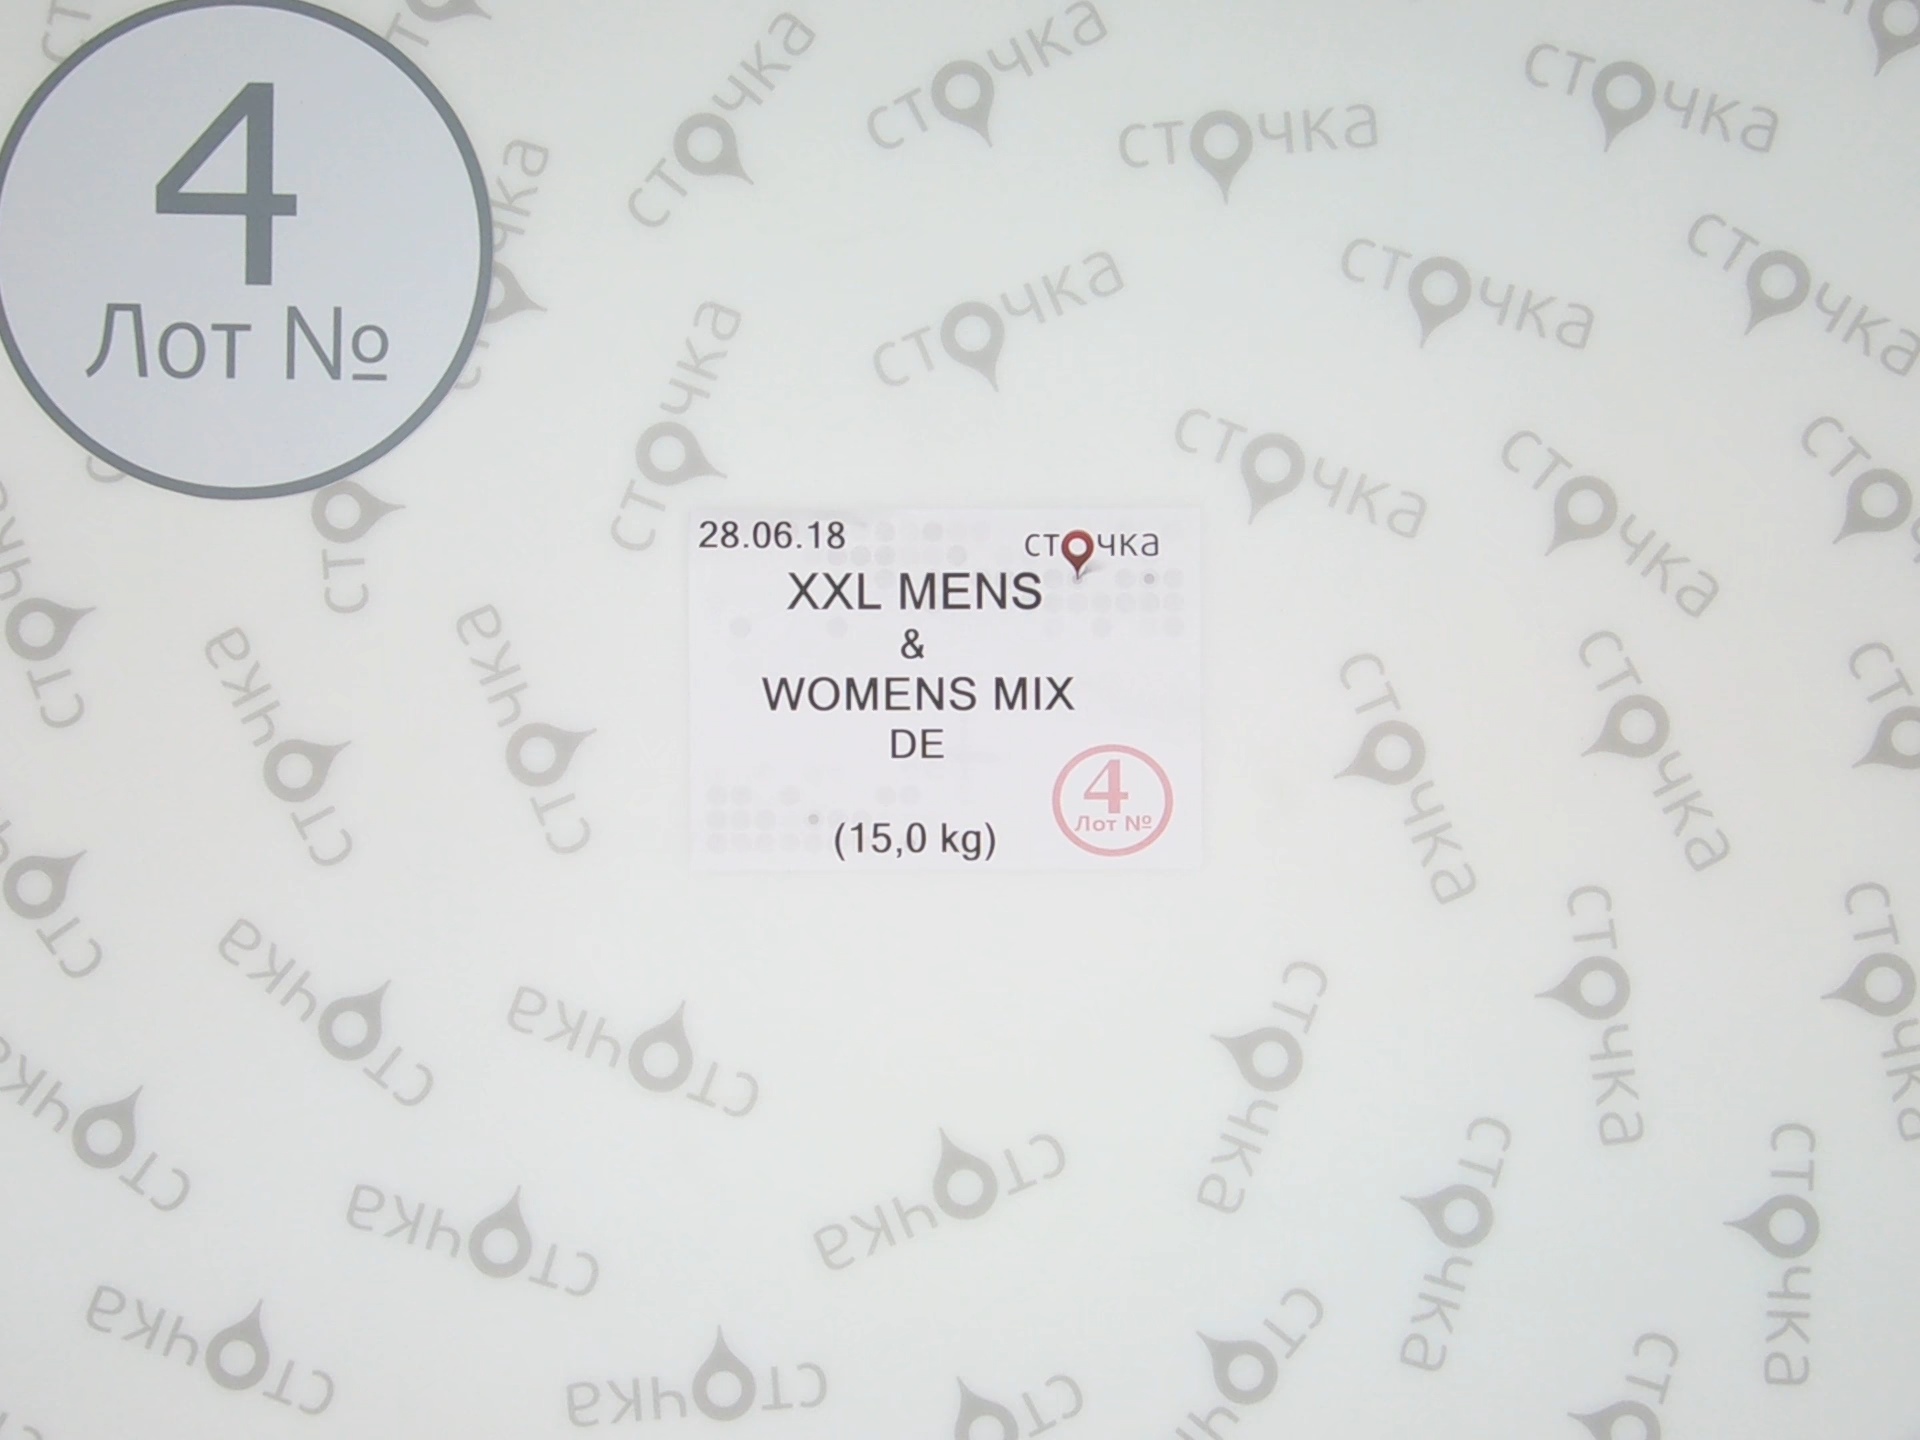 4
Лот №
28.06.18
сточка
XXL MENS
&
WOMENS MIX
DE
(15,0 kg)
4
Лот №